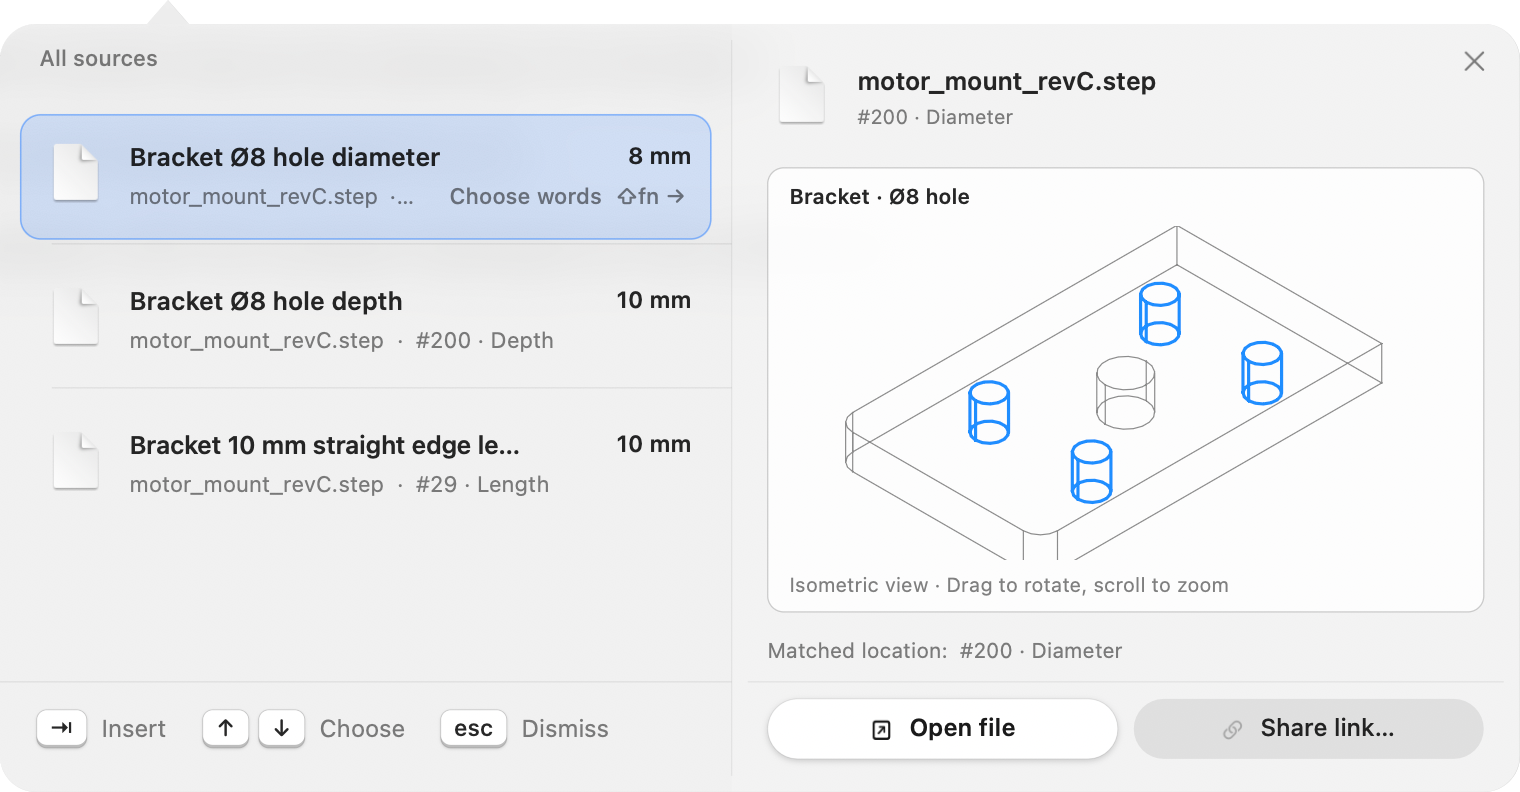 All sources
Bracket Ø8 hole diameter
8 mm
motor_mount_revC.step ·...
Choose words ⇧fn →
Bracket Ø8 hole depth
10 mm
motor_mount_revC.step · #200 · Depth
Bracket 10 mm straight edge le...
10 mm
motor_mount_revC.step · #29 · Length
Insert
Choose
esc
Dismiss
motor_mount_revC.step
#200 · Diameter
Bracket · Ø8 hole
Isometric view · Drag to rotate, scroll to zoom
Matched location: #200 · Diameter
Open file
Share link...